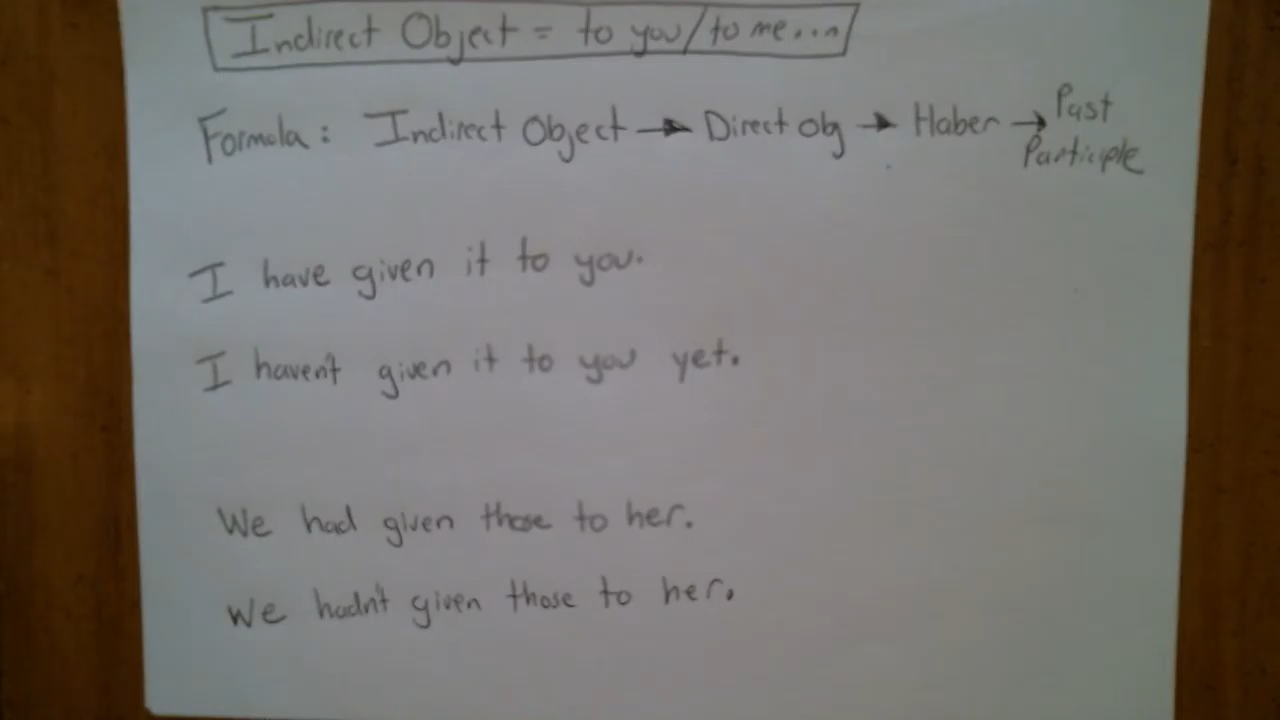 Indirect Object = to you/to me...
Formula: Indirect Object → Direct obj → Haber → Past Participle
I have given it to you.
I haven't given it to you yet.
We had given those to her.
We hadn't given those to her.